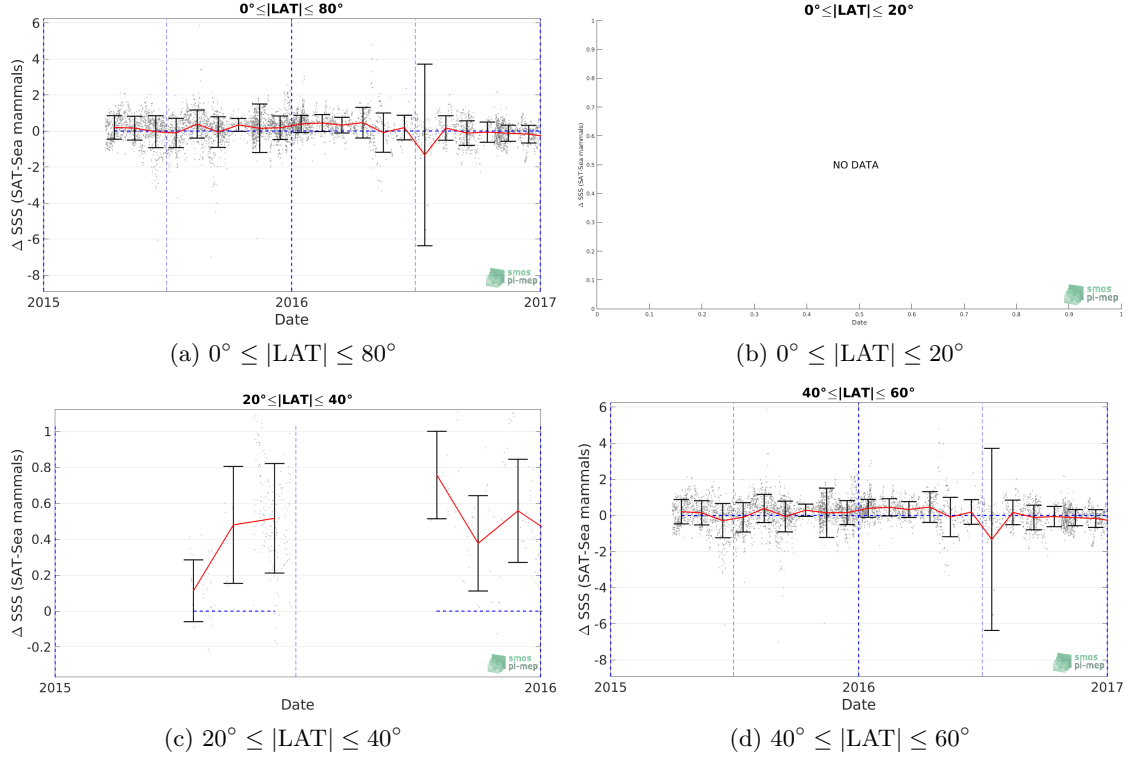 0°≤|LAT|≤ 80°
6
4
2
0
-2
-4
-6
-8
Δ SSS (SAT-Sea mammals)
2015
2016
2017
Date
smos
pi-mep
(a) 0° ≤ |LAT| ≤ 80°
0°≤|LAT|≤ 20°
1
0.9
0.8
0.7
0.6
0.5
0.4
0.3
0.2
0.1
0
Δ SSS (SAT-Sea mammals)
NO DATA
0
0.1
0.2
0.3
0.4
0.5
0.6
0.7
0.8
0.9
1
Date
smos
pi-mep
(b) 0° ≤ |LAT| ≤ 20°
20°≤|LAT|≤ 40°
1
0.8
0.6
0.4
0.2
0
-0.2
Δ SSS (SAT-Sea mammals)
2015
2016
Date
smos
pi-mep
(c) 20° ≤ |LAT| ≤ 40°
40°≤|LAT|≤ 60°
6
4
2
0
-2
-4
-6
-8
Δ SSS (SAT-Sea mammals)
2015
2016
2017
Date
smos
pi-mep
(d) 40° ≤ |LAT| ≤ 60°